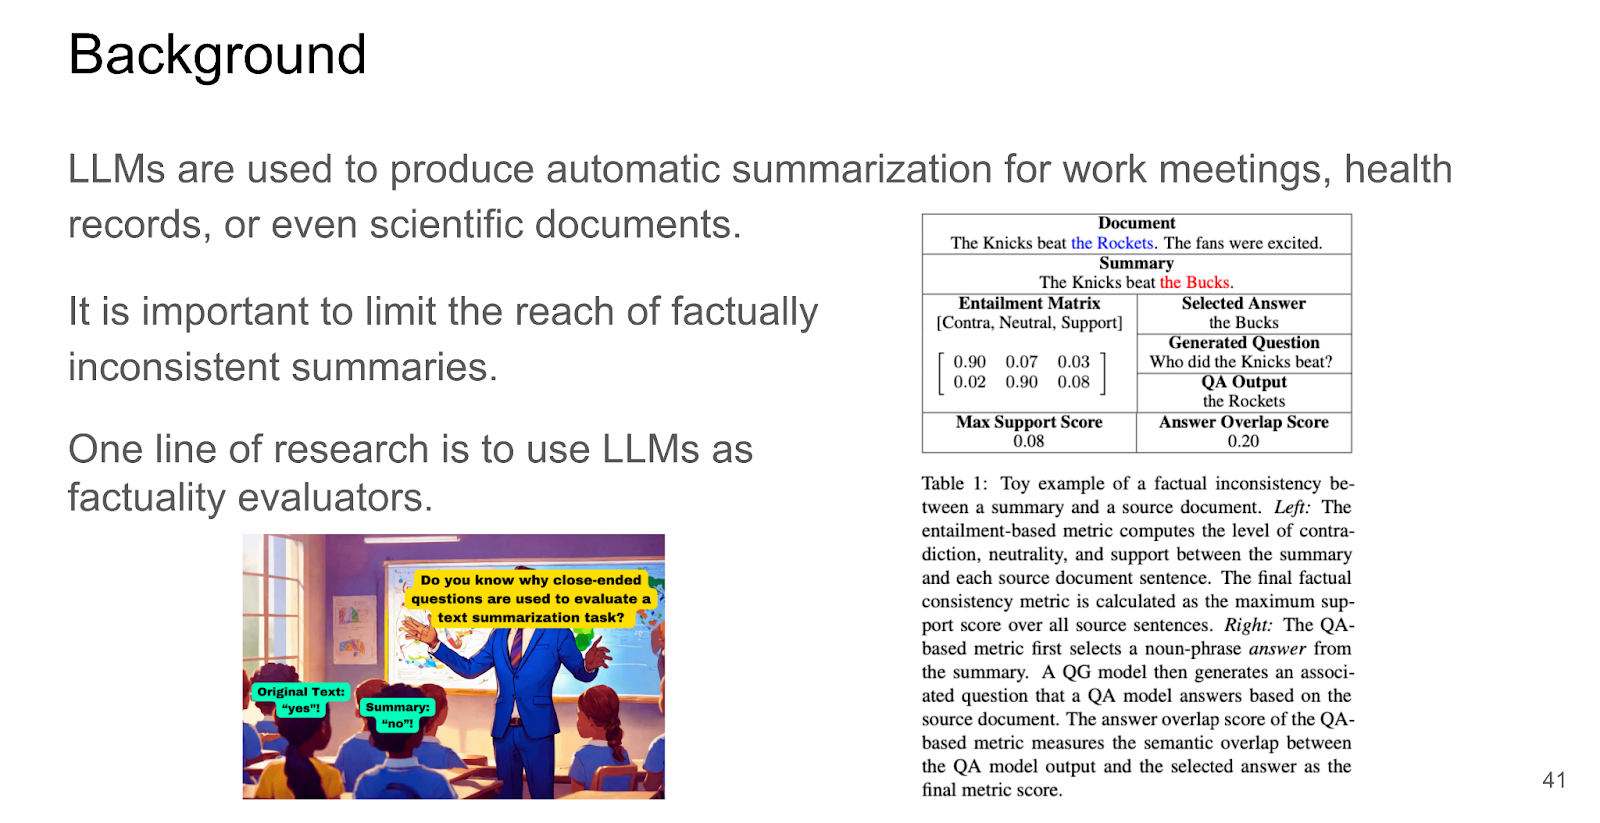 Background
LLMs are used to produce automatic summarization for work meetings, health
records, or even scientific documents.
It is important to limit the reach of factually
inconsistent summaries.
One line of research is to use LLMs as
factuality evaluators.
Do you know why close-ended
questions are used to evaluate a
text summarization task?
Original Text:
“yes”!
Summary:
“no”!
Document
The Knicks beat the Rockets. The fans were excited.
Summary
The Knicks beat the Bucks.
Entailment Matrix
[Contra, Neutral, Support]
0.90 0.07 0.03
0.02 0.90 0.08
Max Support Score
0.08
Selected Answer
the Bucks
Generated Question
Who did the Knicks beat?
QA Output
the Rockets
Answer Overlap Score
0.20
Table 1: Toy example of a factual inconsistency be-
tween a summary and a source document. Left: The
entailment-based metric computes the level of contra-
diction, neutrality, and support between the summary
and each source document sentence. The final factual
consistency metric is calculated as the maximum sup-
port score over all source sentences. Right: The QA-
based metric first selects a noun-phrase answer from
the summary. A QG model then generates an associ-
ated question that a QA model answers based on the
source document. The answer overlap score of the QA-
based metric measures the semantic overlap between
the QA model output and the selected answer as the
final metric score.
41